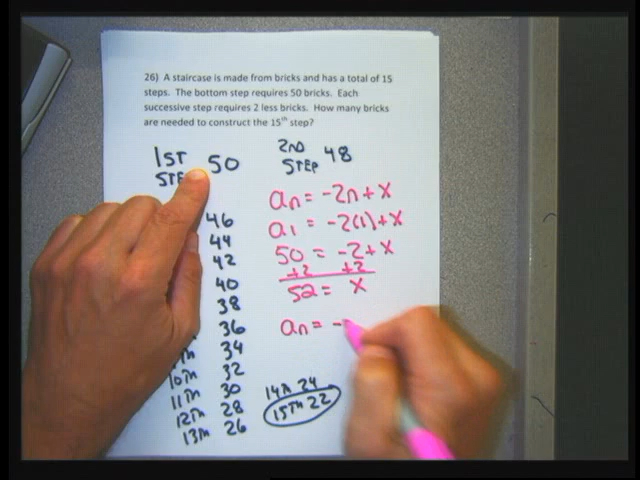 26) A staircase is made from bricks and has a total of 15
steps. The bottom step requires 50 bricks. Each
successive step requires 2 less bricks. How many bricks
are needed to construct the 15th step?
1ST STE 50
2ND STEP 48
46
44
42
40
38
36
34
10TH 32
11TH 30
12TH 28
13TH 26
14TH 24
15TH 22
an = -2n + x
a1 = -2(1) + x
50 = -2 + x
+2 +2
52 = x
an = -